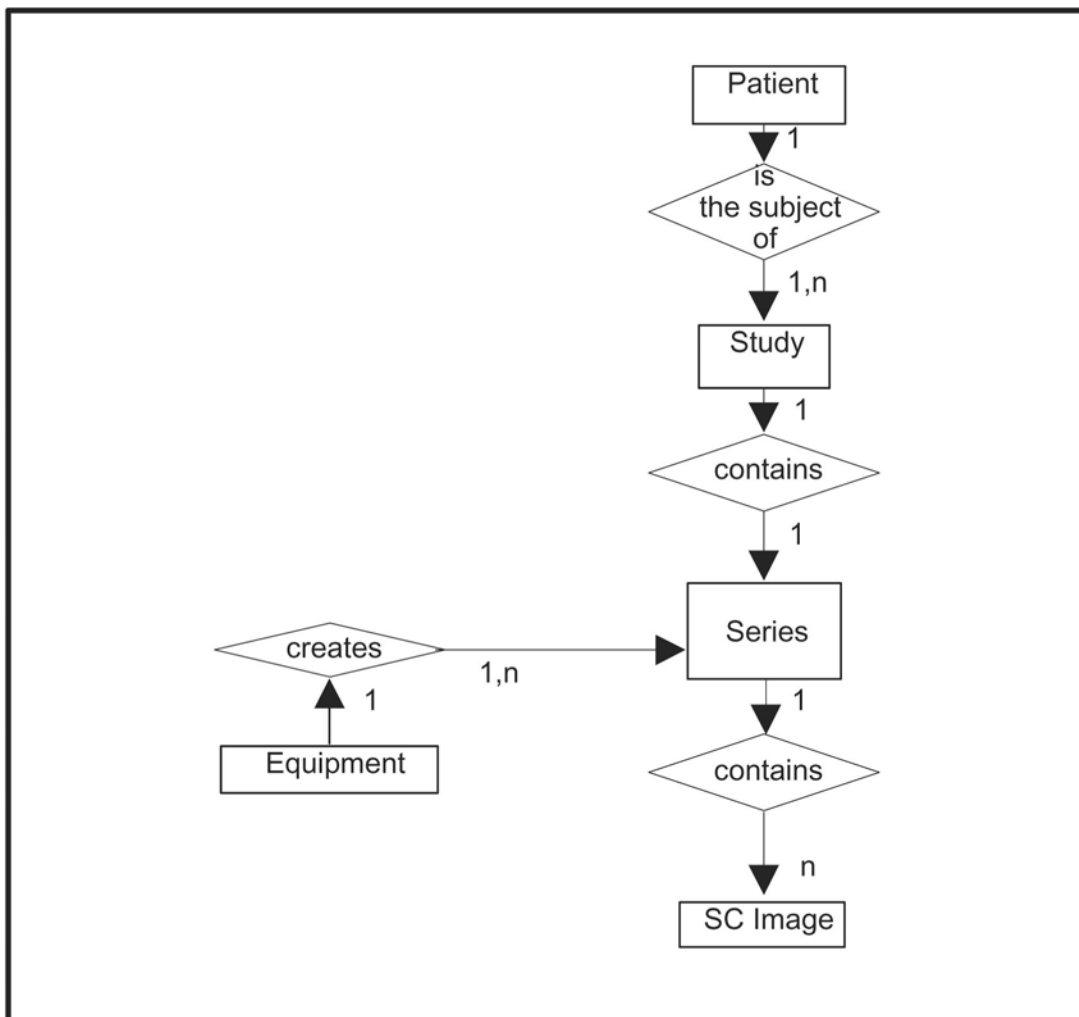 Patient
1
is
the subject
of
1,n
Study
1
contains
1
Series
creates
1,n
1
1
Equipment
contains
n
SC Image